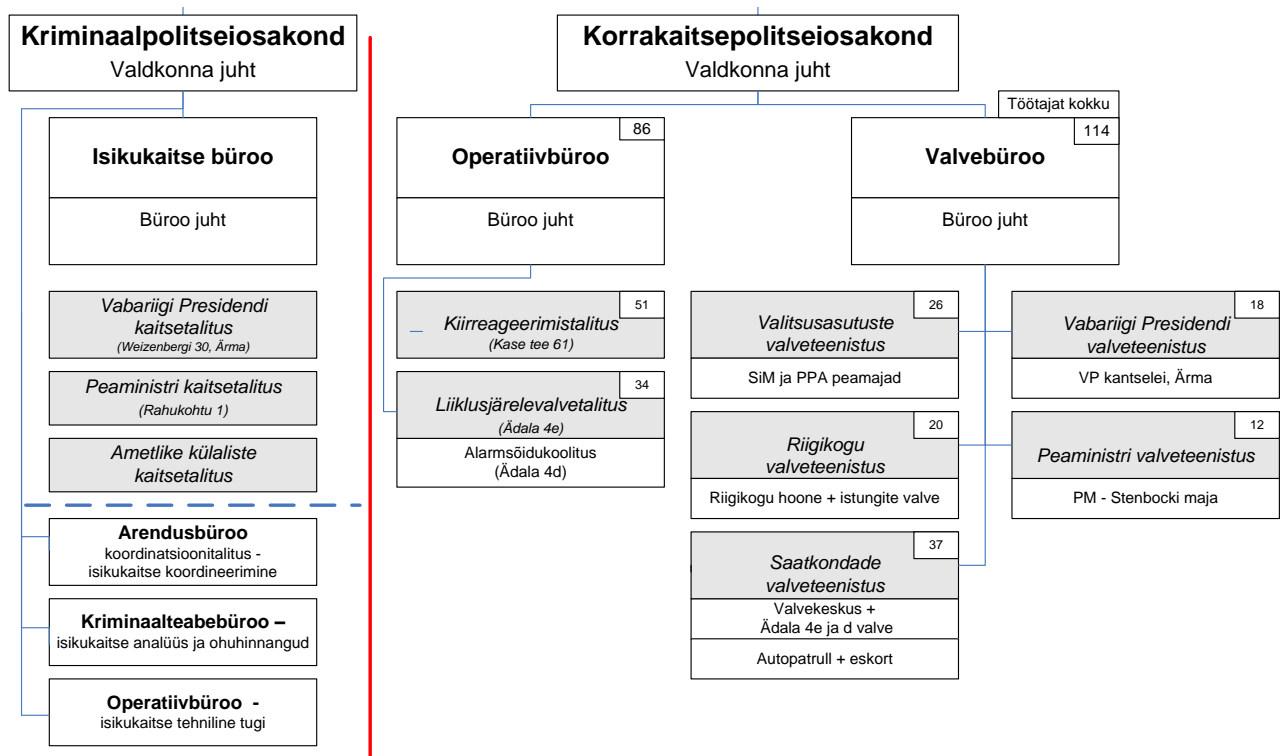 Kriminaalpolitseiosakond
Valdkonna juht
Isikukaitse büroo
Büroo juht
Vabariigi Presidendi
kaitsetalitus
(Weizenbergi 30, Ärma)
Peaministri kaitsetalitus
(Rahukohtu 1)
Ametlike külaliste
kaitsetalitus
Arendusbüroo
koordinatsioonitalitus -
isikukaitse koordineerimine
Kriminaalteabebüroo –
isikukaitse analüüs ja ohuhinnangud
Operatiivbüroo -
isikukaitse tehniline tugi
Korrakaitsepolitseiosakond
Valdkonna juht
86
Operatiivbüroo
Büroo juht
51
_ Kiirreageerimistalitus
(Kase tee 61)
34
Liiklusjärelevalvetalitus
(Ädala 4e)
Alarmsõidukoolitus
(Ädala 4d)
Töötajat kokku
114
Valvebüroo
Büroo juht
26
Valitsusasutuste
valveteenistus
SiM ja PPA peamajad
18
Vabariigi Presidendi
valveteenistus
VP kantselei, Ärma
20
Riigikogu
valveteenistus
Riigikogu hoone + istungite valve
12
Peaministri valveteenistus
PM - Stenbocki maja
37
Saatkondade
valveteenistus
Valvekeskus +
Ädala 4e ja d valve
Autopatrull + eskort